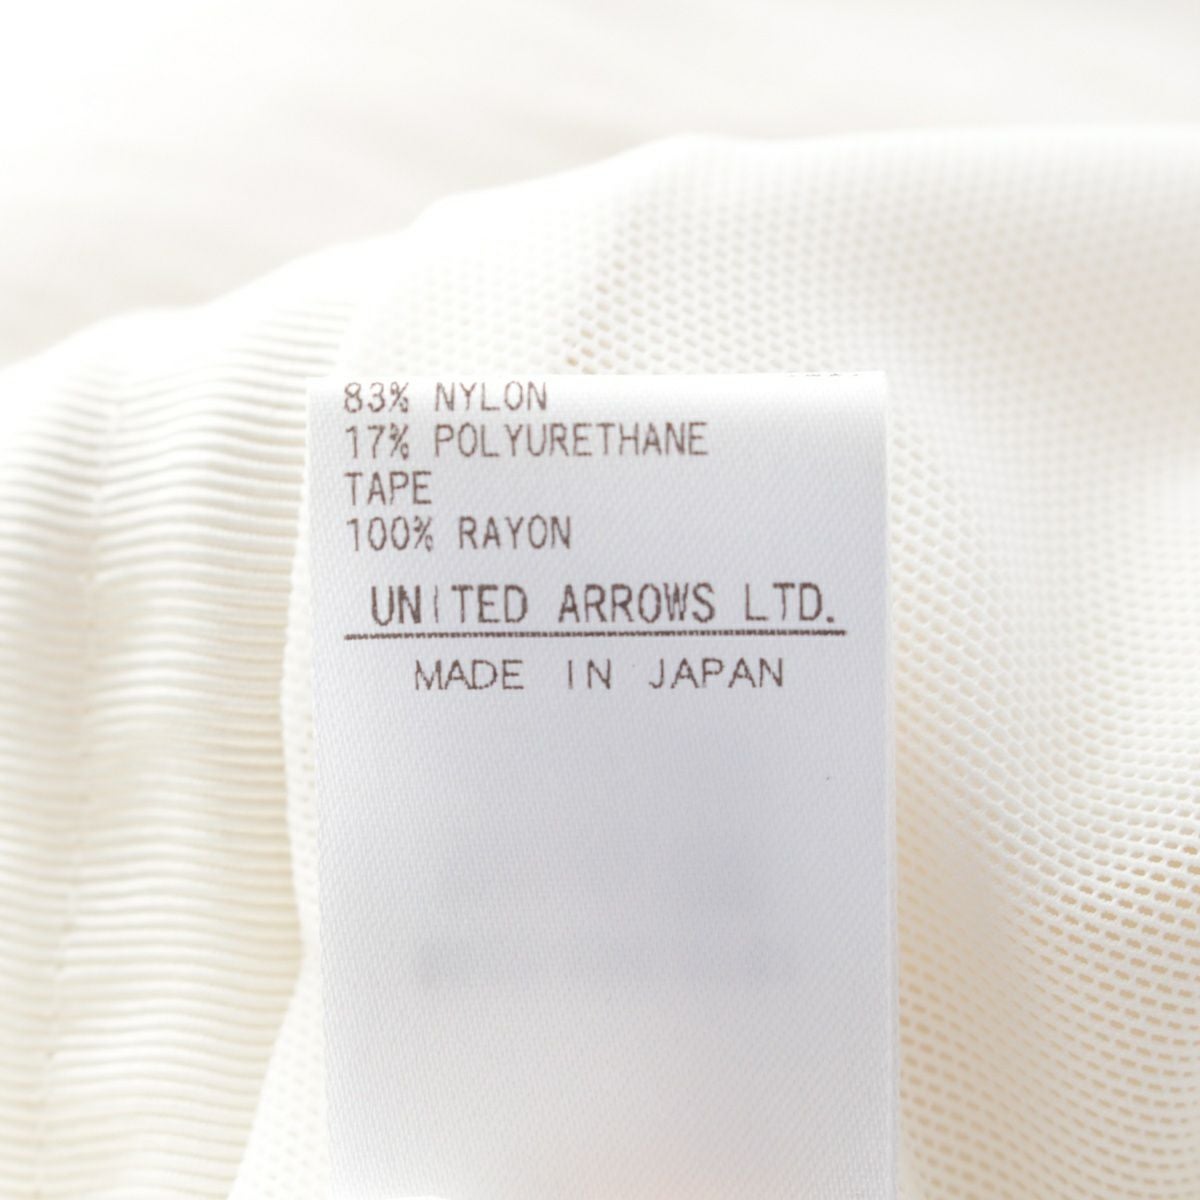 83% NYLON
17% POLYURETHANE
TAPE
100% RAYON
UNITED ARROWS LTD.
MADE IN JAPAN